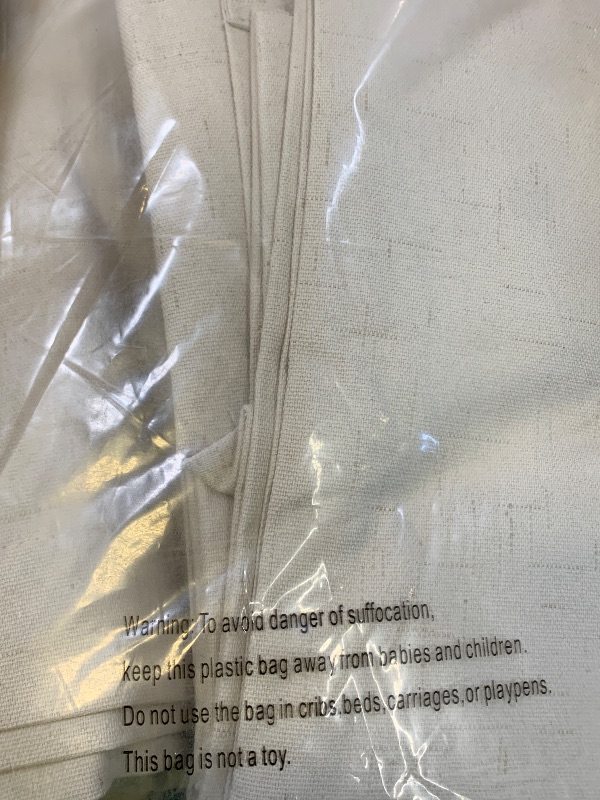 Warning: To avoid danger of suffocation,
keep this plastic bag away from babies and children.
Do not use the bag in cribs,beds,carriages,or playpens.
This bag is not a toy.